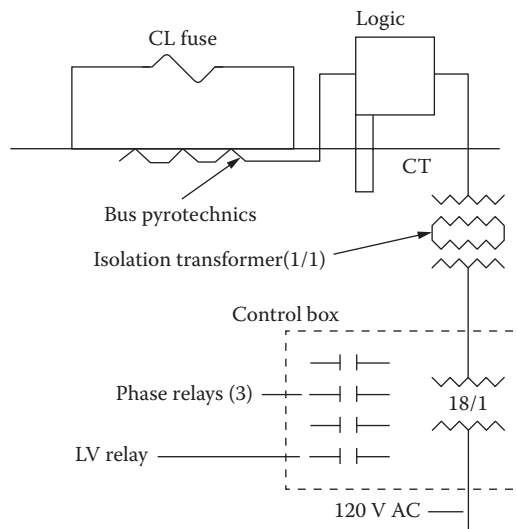 Logic
CL fuse
CT
Bus pyrotechnics
Isolation transformer(1/1)
Control box
Phase relays (3)
18/1
LV relay
120 V AC